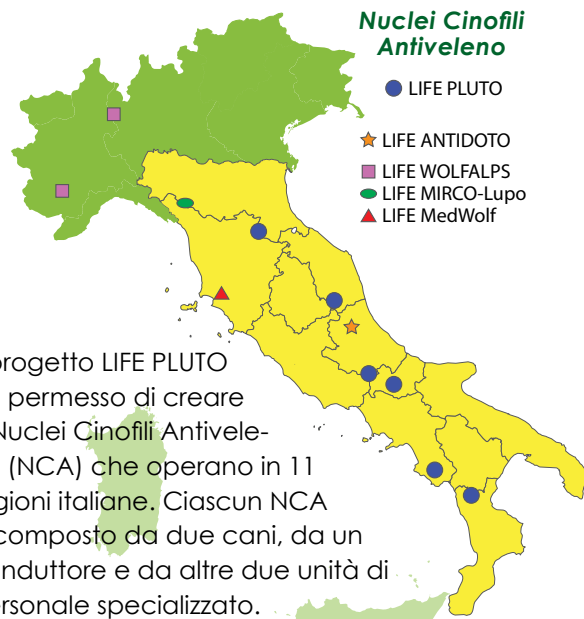 Nuclei Cinofili
Antiveleno
LIFE PLUTO
LIFE ANTIDOTO
LIFE WOLFALPS
LIFE MIRCO-Lupo
LIFE MedWolf
progetto LIFE PLUTO
permesso di creare
Nuclei Cinofili Antivele-
(NCA) che operano in 11
gioni italiane. Ciascun NCA
composto da due cani, da un
nduttore e da altre due unità di
ersonale specializzato.